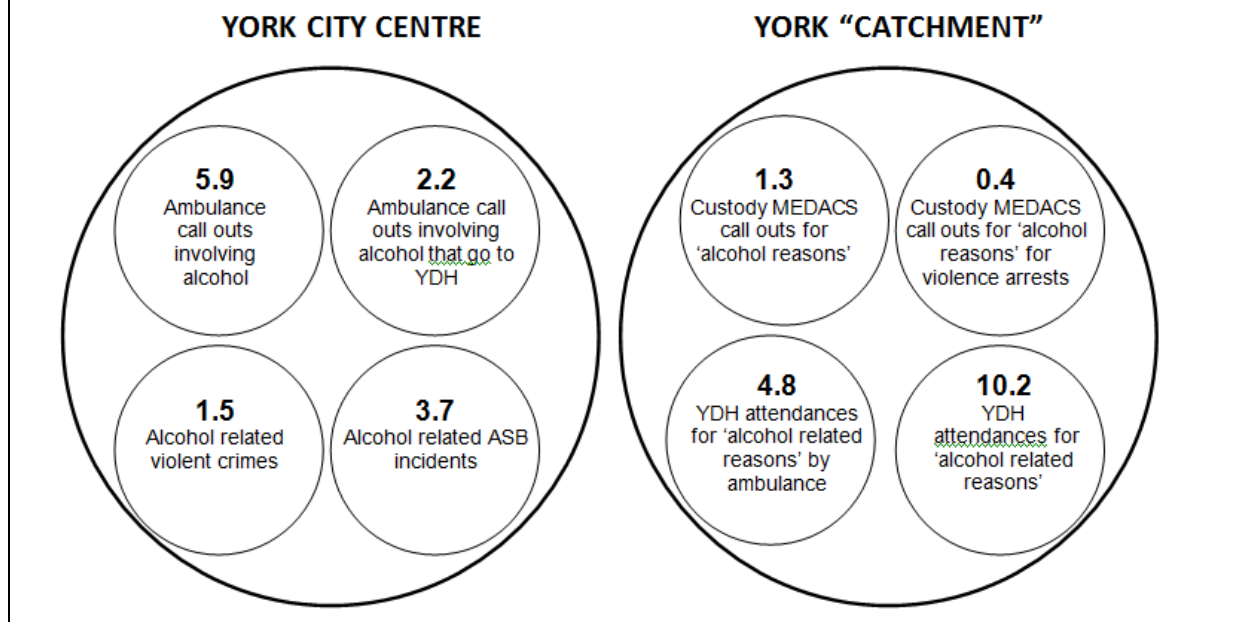 YORK CITY CENTRE
5.9
Ambulance
call outs
involving
alcohol
2.2
Ambulance call
outs involving
alcohol that go to
YDH
1.5
Alcohol related
violent crimes
3.7
Alcohol related ASB
incidents
YORK “CATCHMENT”
1.3
Custody MEDACS
call outs for
‘alcohol reasons’
0.4
Custody MEDACS
call outs for ‘alcohol
reasons’ for
violence arrests
4.8
YDH attendances
for ‘alcohol related
reasons’ by
ambulance
10.2
YDH
attendances for
‘alcohol related
reasons’